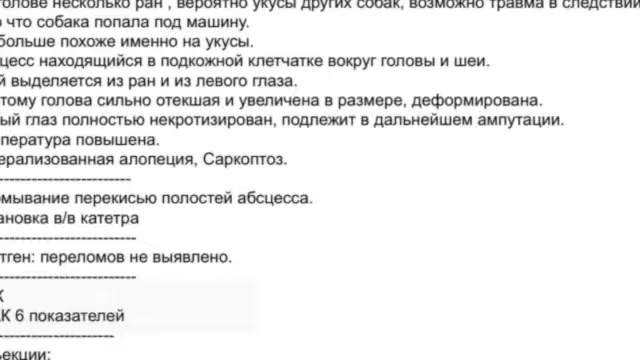 голове несколько ран , вероятно укусы других собак, возможно травма в следствии
что собака попала под машину.
больше похоже именно на укусы.
цесс находящийся в подкожной клетчатке вокруг головы и шеи.
й выделяется из ран и из левого глаза.
тому голова сильно отекшая и увеличена в размере, деформирована.
ый глаз полностью некротизирован, подлежит в дальнейшем ампутации.
пература повышена.
ерализованная алопеция, Саркоптоз.
------------------------
мывание перекисью полостей абсцесса.
ановка в/в катетра
-------------------------
тген: переломов не выявлено.
-------------------------
К 6 показателей
---------------------
екции: